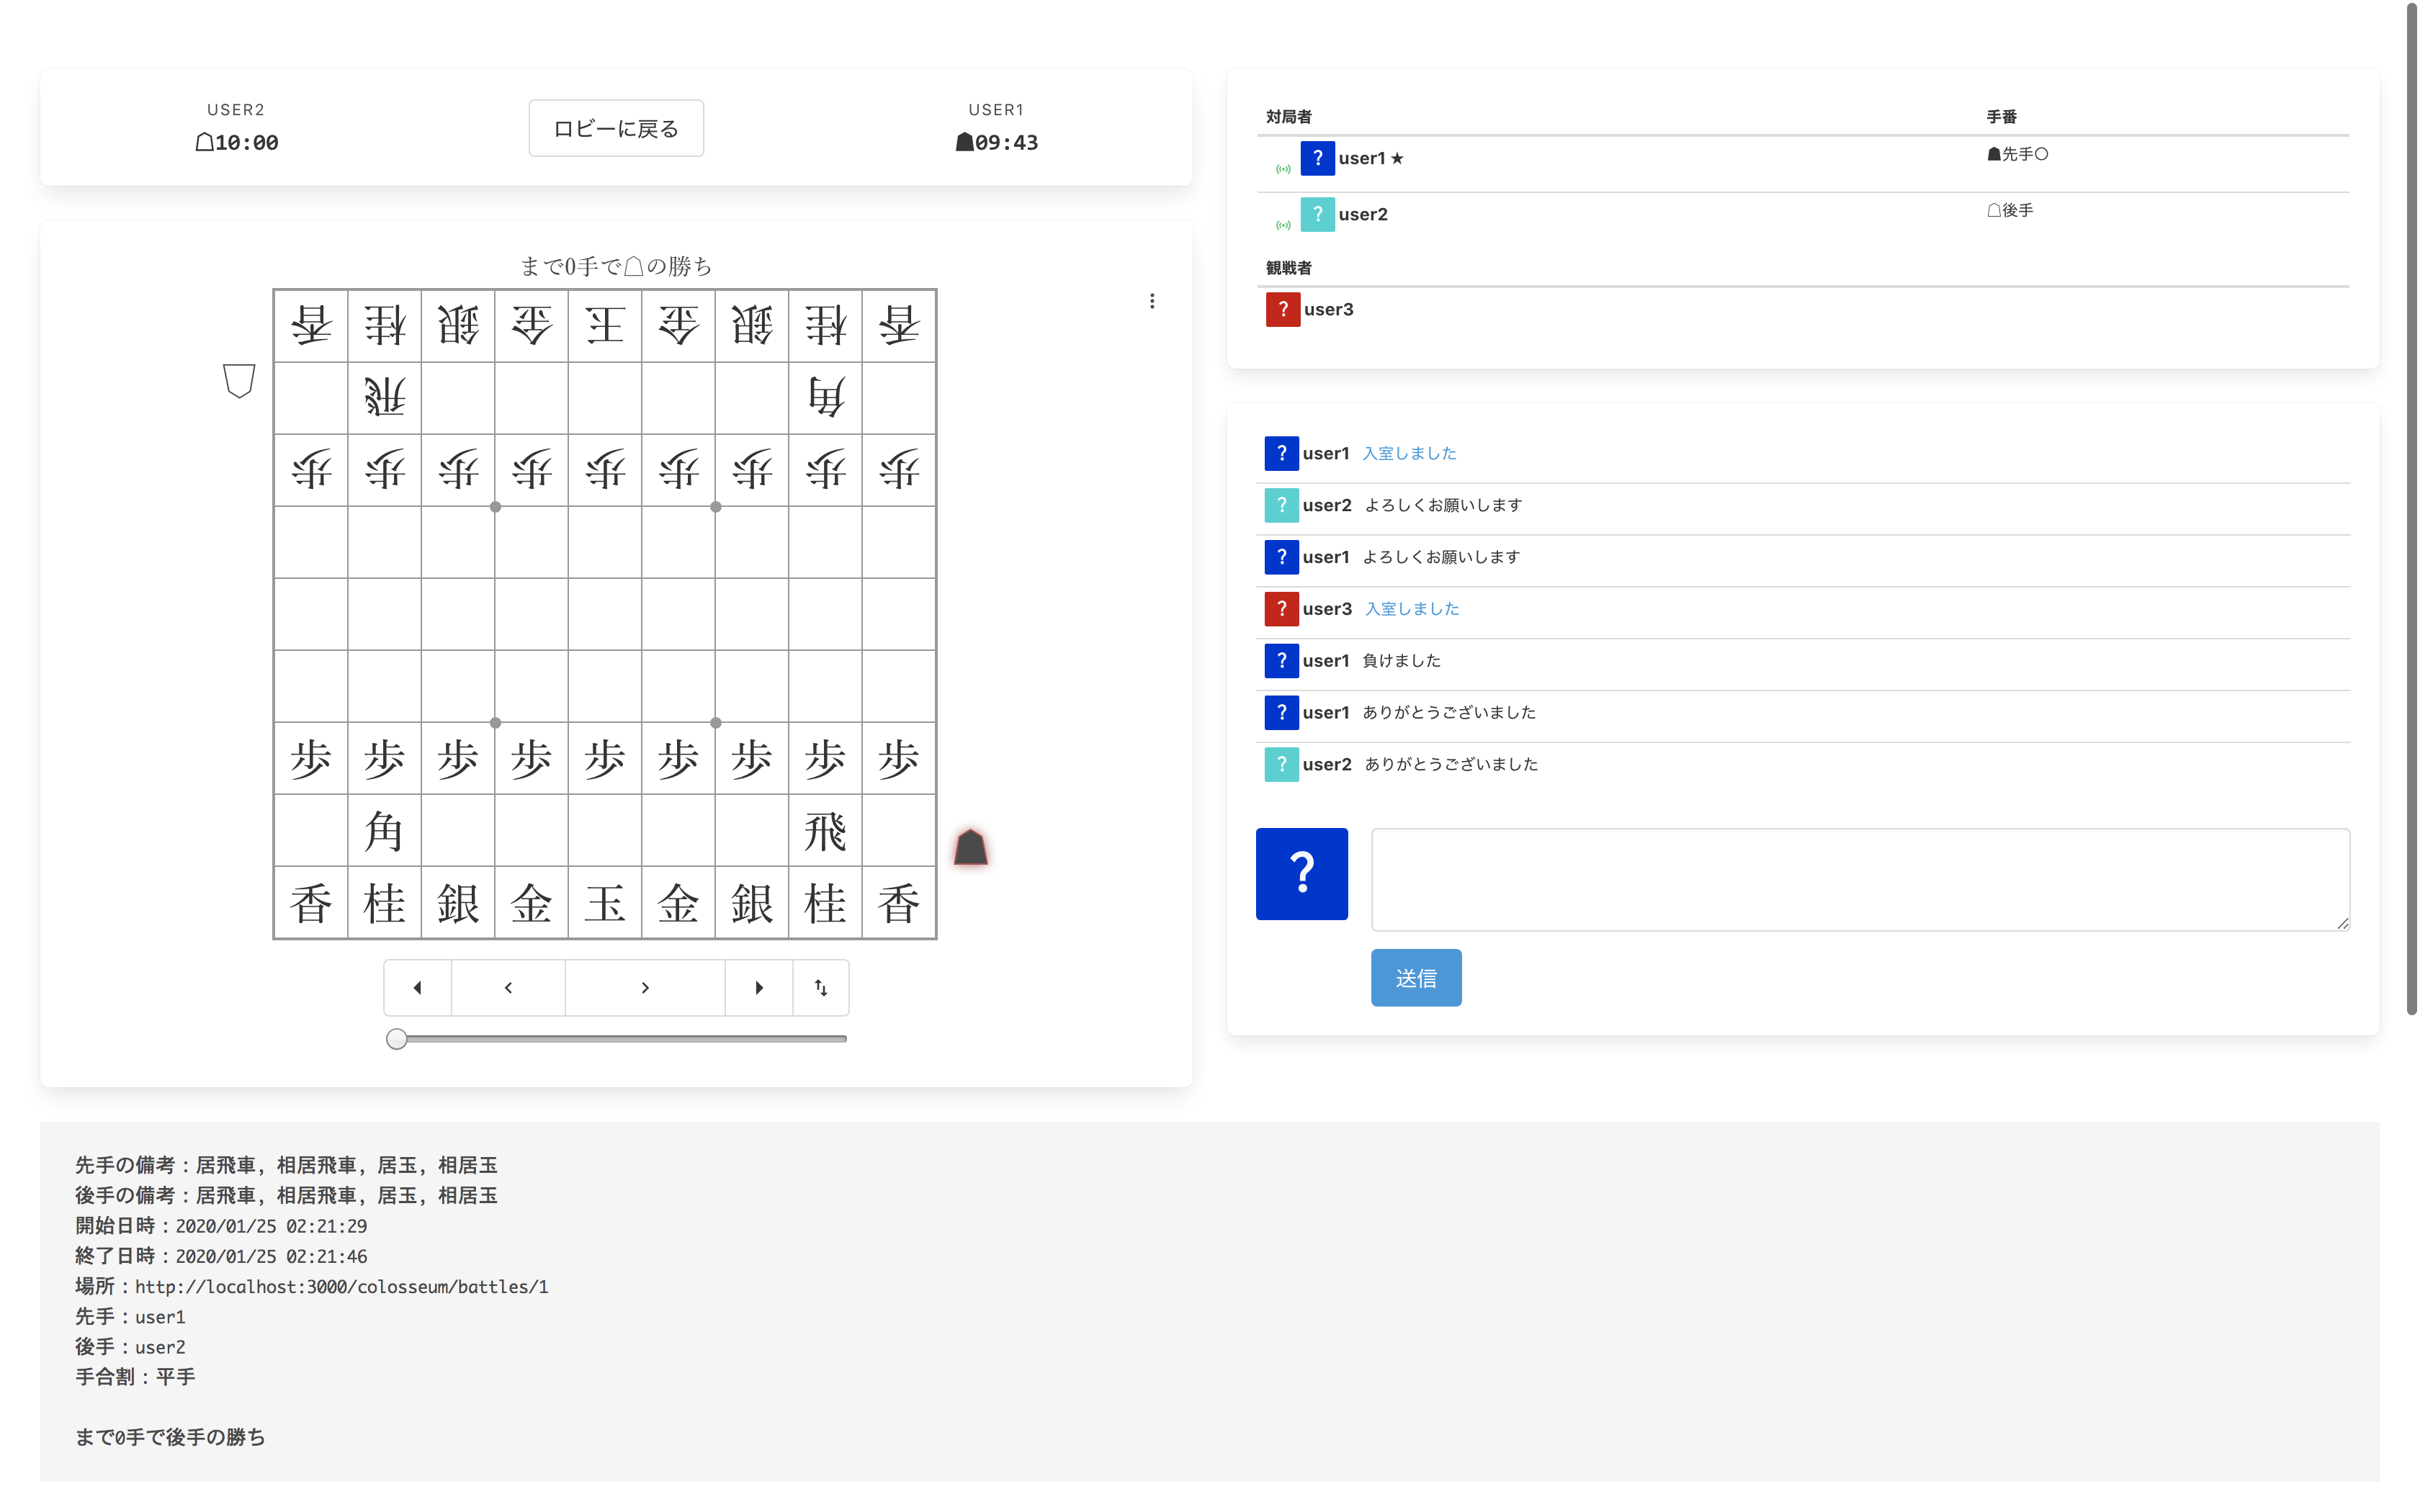 USER2
☖10:00
ロビーに戻る
USER1
☗09:43
まで0手で☖の勝ち
香 桂 銀 金 王 金 銀 桂 香
飛 角
歩 歩 歩 歩 歩 歩 歩 歩 歩
歩 歩 歩 歩 歩 歩 歩 歩 歩
角 飛
香 桂 銀 金 玉 金 銀 桂 香
対局者 手番
? user1 ★ ☗先手○
? user2 ☖後手
観戦者
? user3
? user1 入室しました
? user2 よろしくお願いします
? user1 よろしくお願いします
? user3 入室しました
? user1 負けました
? user1 ありがとうございました
? user2 ありがとうございました
?
送信
先手の備考：居飛車, 相居飛車, 居玉, 相居玉
後手の備考：居飛車, 相居飛車, 居玉, 相居玉
開始日時：2020/01/25 02:21:29
終了日時：2020/01/25 02:21:46
場所：http://localhost:3000/colosseum/battles/1
先手：user1
後手：user2
手合割：平手
まで0手で後手の勝ち